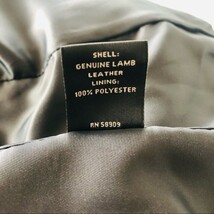 SHELL:
GENUINE LAMB
LEATHER
LINING:
100% POLYESTER
RN 58909